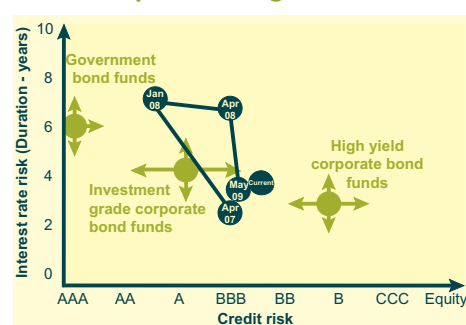 10
Interest rate risk (Duration - years)
8
6
4
2
0
Government
bond funds
Jan
08
Apr
08
High yield
corporate bond
funds
Investment
grade corporate
bond funds
May
09
Current
Apr
07
AAA AA A BBB BB B CCC Equity
Credit risk